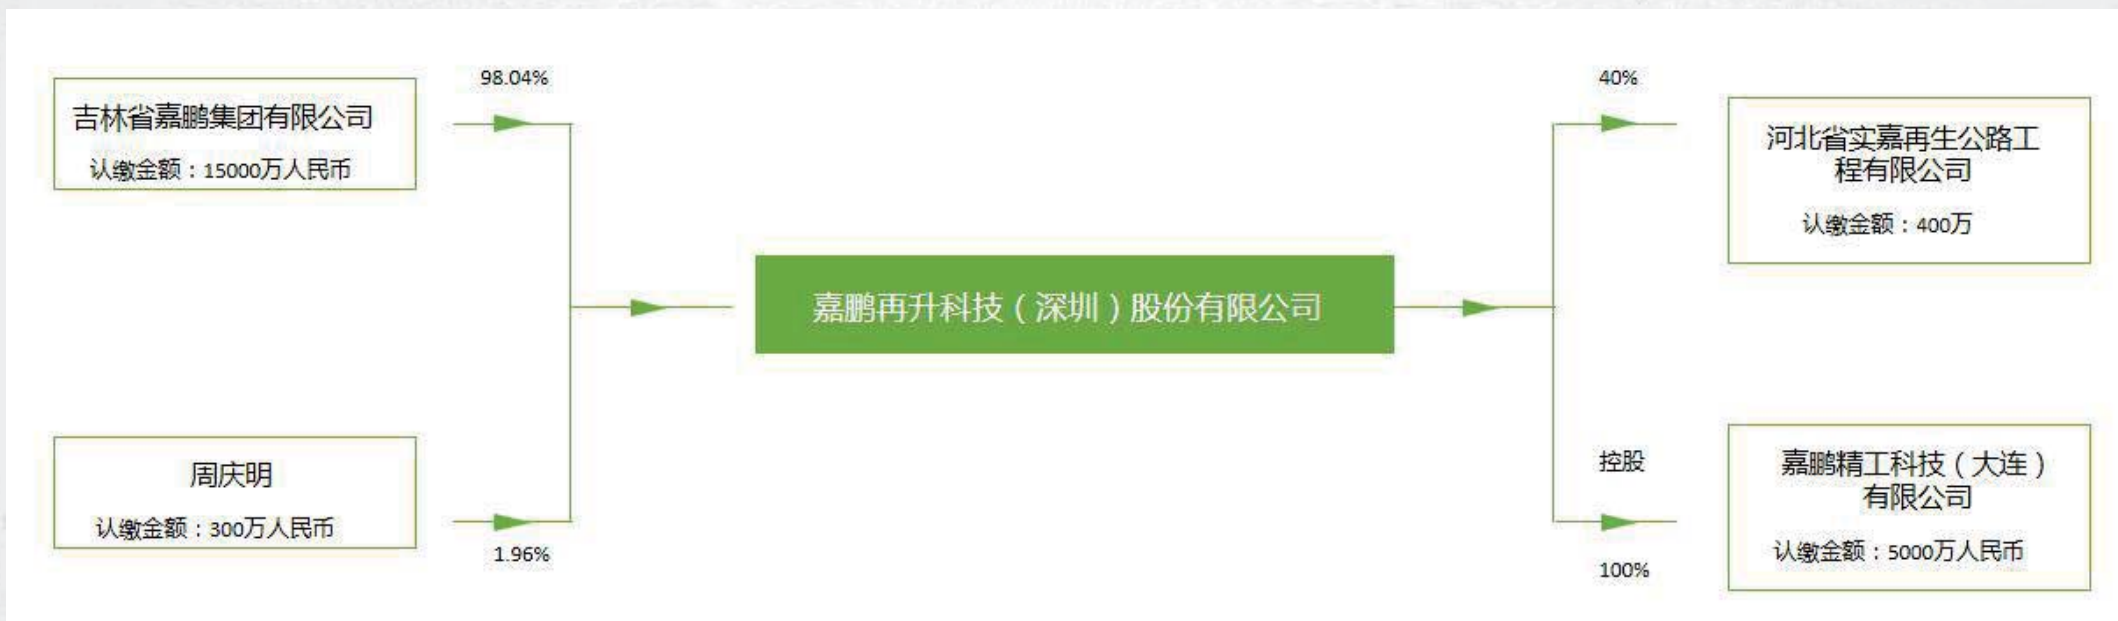 98.04%
吉林省嘉鹏集团有限公司
认缴金额：15000万人民币
周庆明
认缴金额：300万人民币
1.96%
嘉鹏再升科技（深圳）股份有限公司
40%
河北省实嘉再生公路工
程有限公司
认缴金额：400万
控股
100%
嘉鹏精工科技（大连）
有限公司
认缴金额：5000万人民币